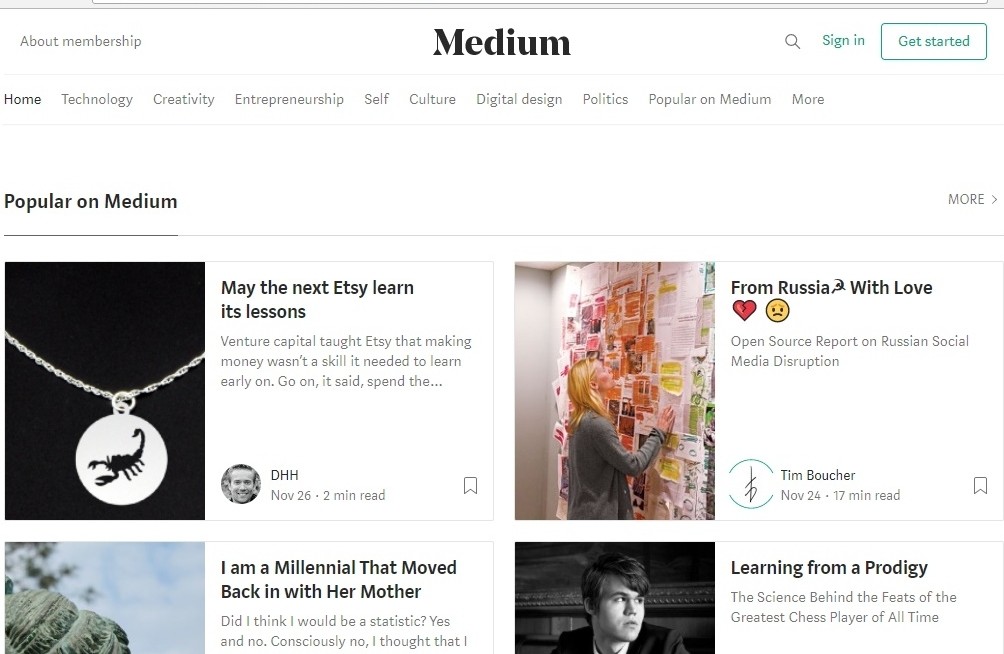 About membership
Medium
Sign in
Get started
Home Technology Creativity Entrepreneurship Self Culture Digital design Politics Popular on Medium More
Popular on Medium
MORE
May the next Etsy learn
its lessons
Venture capital taught Etsy that making
money wasn’t a skill it needed to learn
early on. Go on, it said, spend the…
DHH
Nov 26 · 2 min read
From Russia☭ With Love
💔 😟
Open Source Report on Russian Social
Media Disruption
Tim Boucher
Nov 24 · 17 min read
I am a Millennial That Moved
Back in with Her Mother
Did I think I would be a statistic? Yes
and no. Consciously no, I thought that I
Learning from a Prodigy
The Science Behind the Feats of the
Greatest Chess Player of All Time